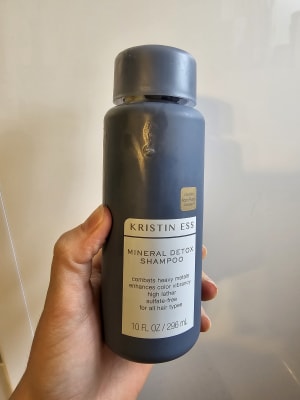 KRISTIN ESS
MINERAL DETOX
SHAMPOO
combats heavy metals
enhances color vibrancy
high lather
sulfate-free
for all hair types
10 FL OZ / 296 mL